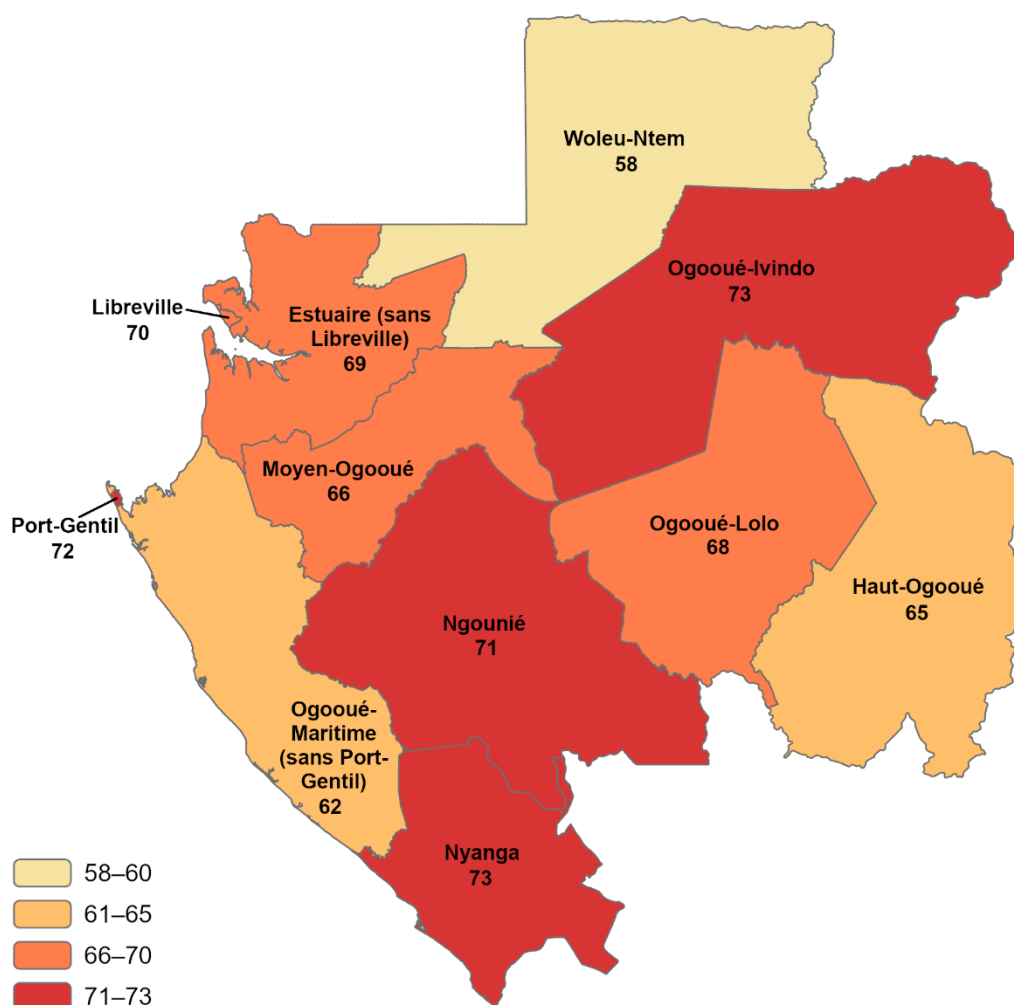 Woleu-Ntem
58
Ogooué-Ivindo
73
Libreville
70
Estuaire (sans
Libreville)
69
Moyen-Ogooué
66
Port-Gentil
72
Ogooué-Lolo
68
Haut-Ogooué
65
Ngounié
71
Ogooué-
Maritime
(sans Port-
Gentil)
62
Nyanga
73
58–60
61–65
66–70
71–73